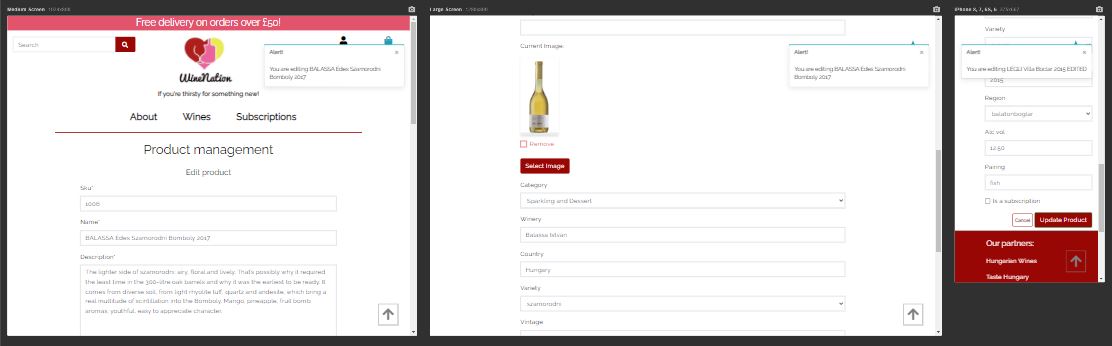 Medium Screen 1024x800
Free delivery on orders over £50!
Search
WineNation
If you're thirsty for something new!
Alert!
×
You are editing BALASSA Edes Szamorodni
Bomboly 2017
About
Wines
Subscriptions
Product management
Edit product
Sku*
1006
Name*
BALASSA Edes Szamorodni Bomboly 2017
Description*
The lighter side of szamorodni: airy, floral and lively. That's possibly why it required
the least time in the 300-litre oak barrels and why it was the earliest to be ready. It
comes from diverse soil, from light rhyolite tuff, quartz and andesite, which bring a
real multitude of scintillation into the Bomboly. Mango, pineapple, fruit bomb
aromas; youthful, easy to appreciate character.
Large Screen 1280x800
Current Image:
Alert!
×
You are editing BALASSA Edes Szamorodni
Bomboly 2017
Remove
Select Image
Category
Sparkling and Dessert
Winery
Balassa Istvan
Country
Hungary
Variety
szamorodni
Vintage
iPhone 8, 7, 6S, 6 375x667
Variety
Alert!
×
You are editing LEGLI Villa Boglar 2015 EDITED
2015
Region
balatonboglar
Alc vol
12.50
Pairing
fish
Is a subscription
Cancel
Update Product
Our partners:
Hungarian Wines
Taste Hungary